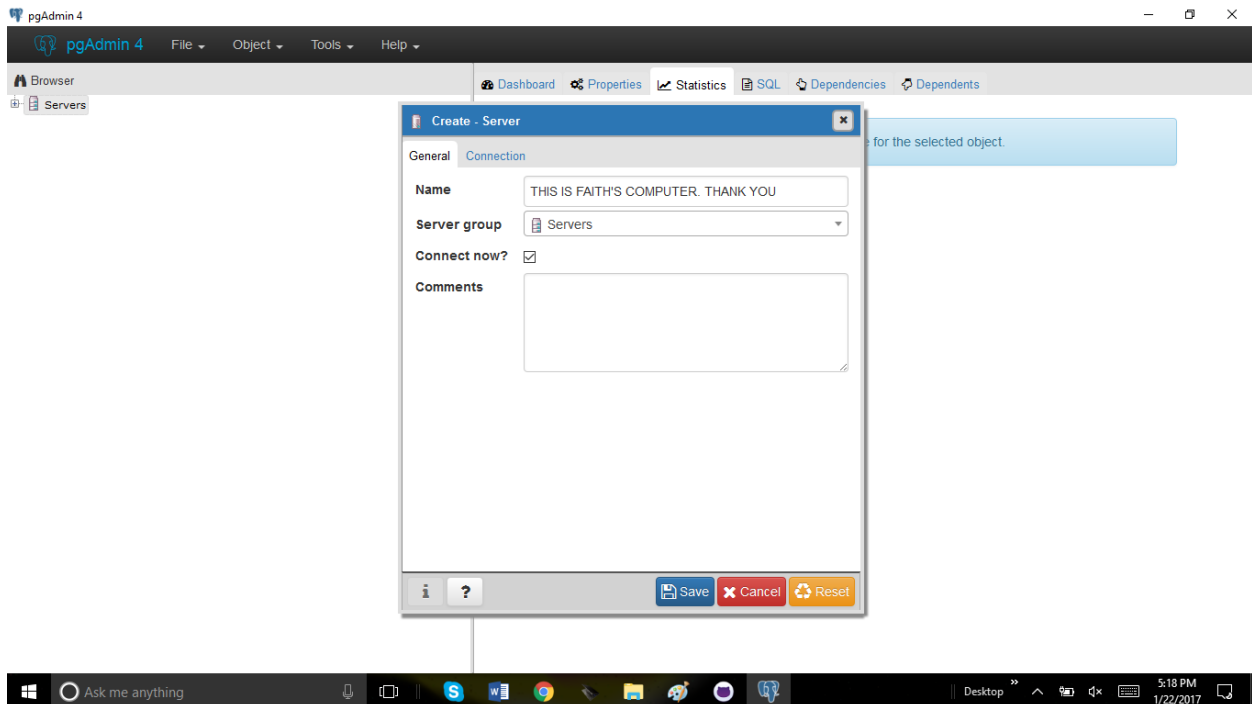 pgAdmin 4
pgAdmin 4 File Object Tools Help
Browser
Servers
Dashboard Properties Statistics SQL Dependencies Dependents
for the selected object.
Create - Server
General Connection
Name THIS IS FAITH'S COMPUTER. THANK YOU
Server group Servers
Connect now?
Comments
i ? Save Cancel Reset
Ask me anything
Desktop
5:18 PM
1/22/2017